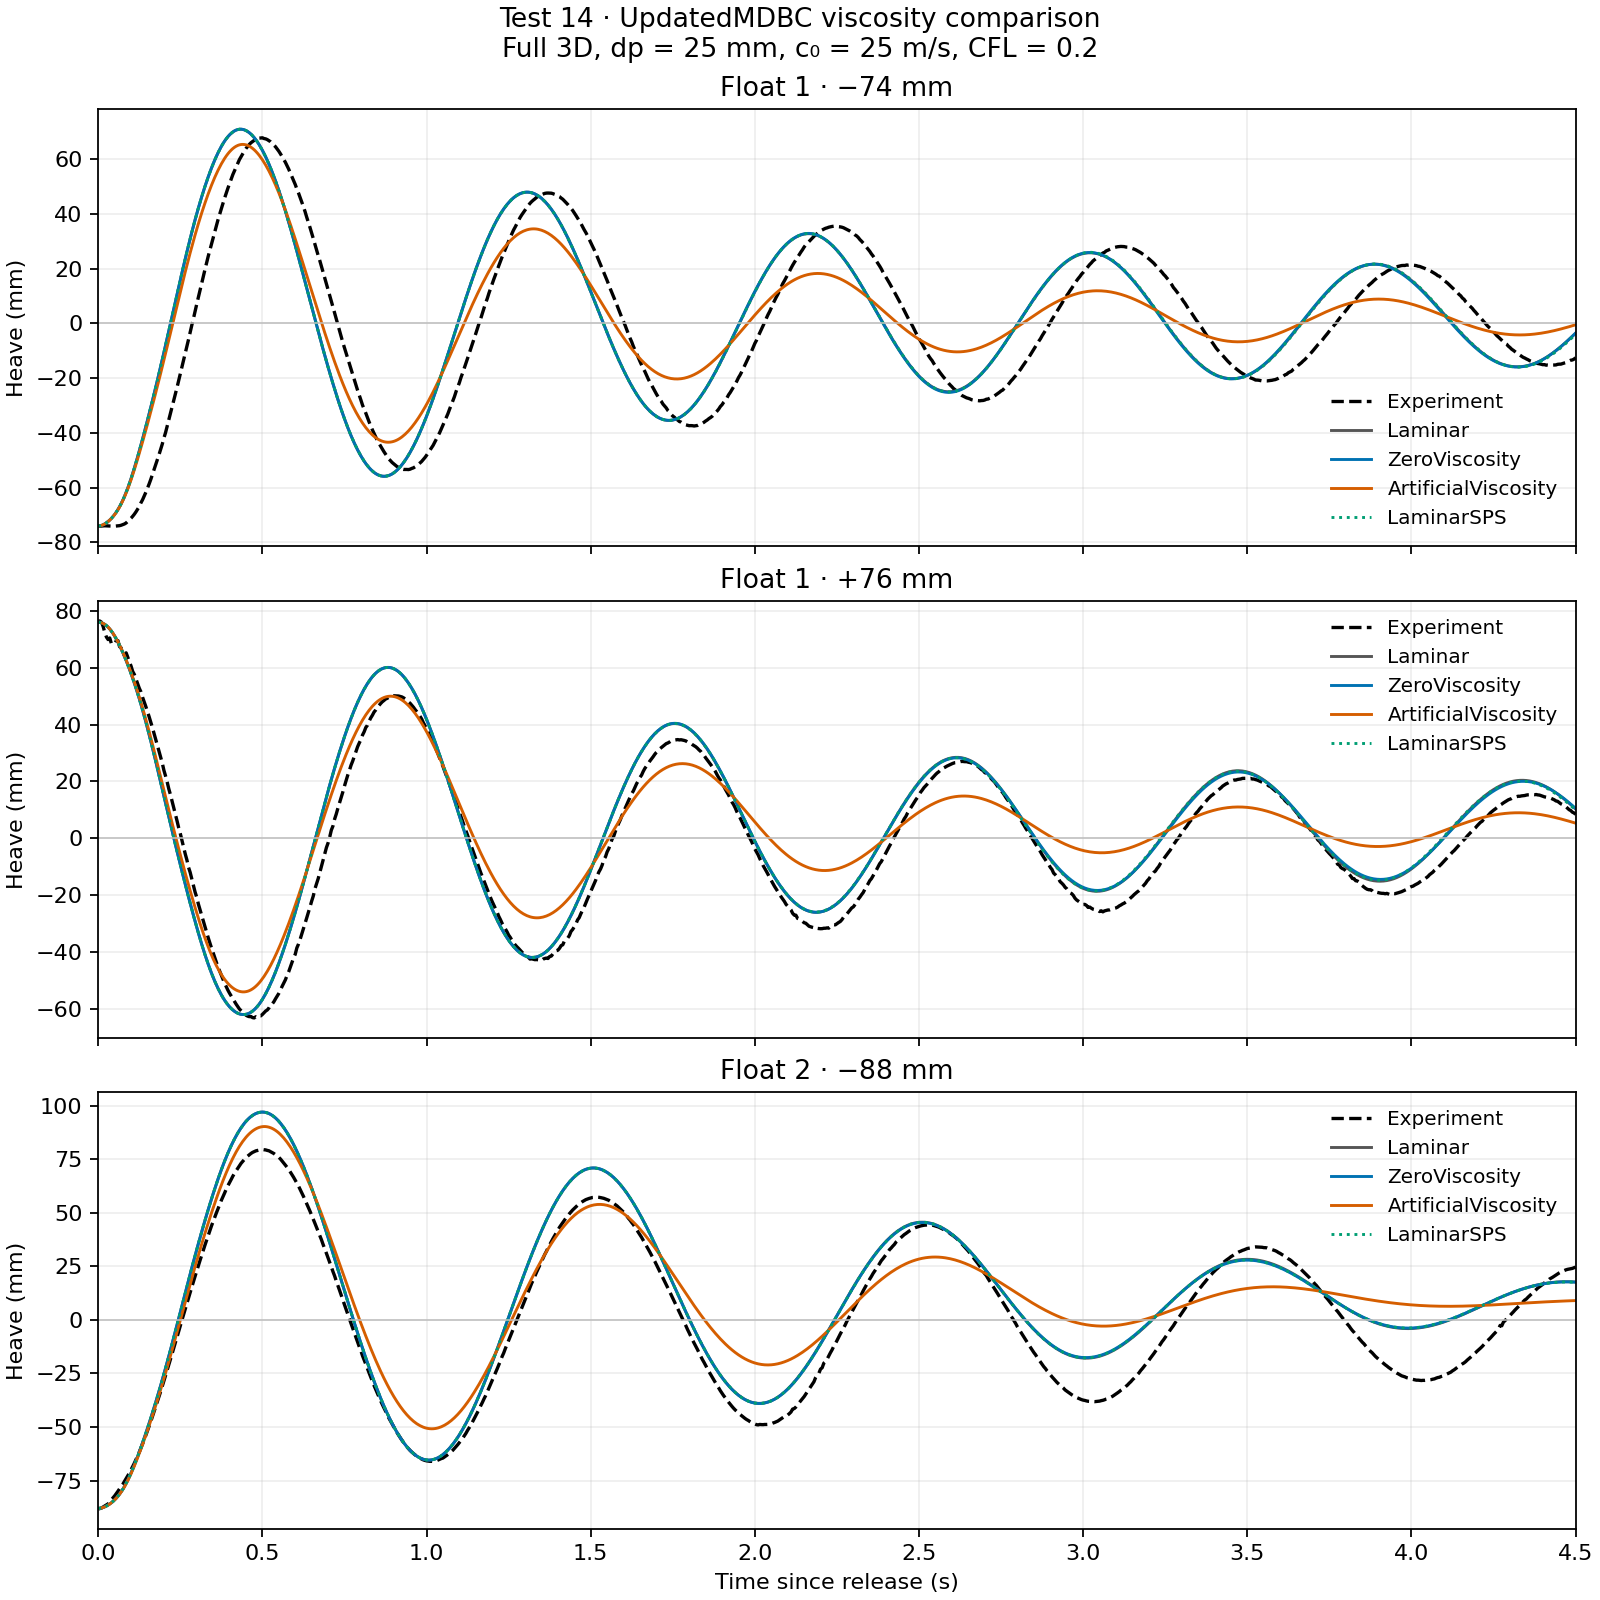 Test 14 · UpdatedMDBC viscosity comparison
Full 3D, dp = 25 mm, c₀ = 25 m/s, CFL = 0.2
Float 1 · −74 mm
Heave (mm)
60
40
20
0
−20
−40
−60
−80
Experiment
Laminar
ZeroViscosity
ArtificialViscosity
LaminarSPS
Float 1 · +76 mm
Heave (mm)
80
60
40
20
0
−20
−40
−60
Experiment
Laminar
ZeroViscosity
ArtificialViscosity
LaminarSPS
Float 2 · −88 mm
Heave (mm)
100
75
50
25
0
−25
−50
−75
Experiment
Laminar
ZeroViscosity
ArtificialViscosity
LaminarSPS
0.0 0.5 1.0 1.5 2.0 2.5 3.0 3.5 4.0 4.5
Time since release (s)